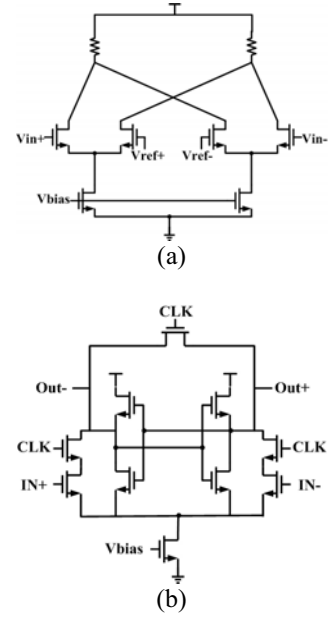 Vin+
Vref+
Vref-
Vin-
Vbias
(a)
CLK
Out-
Out+
CLK
CLK
IN+
IN-
Vbias
(b)